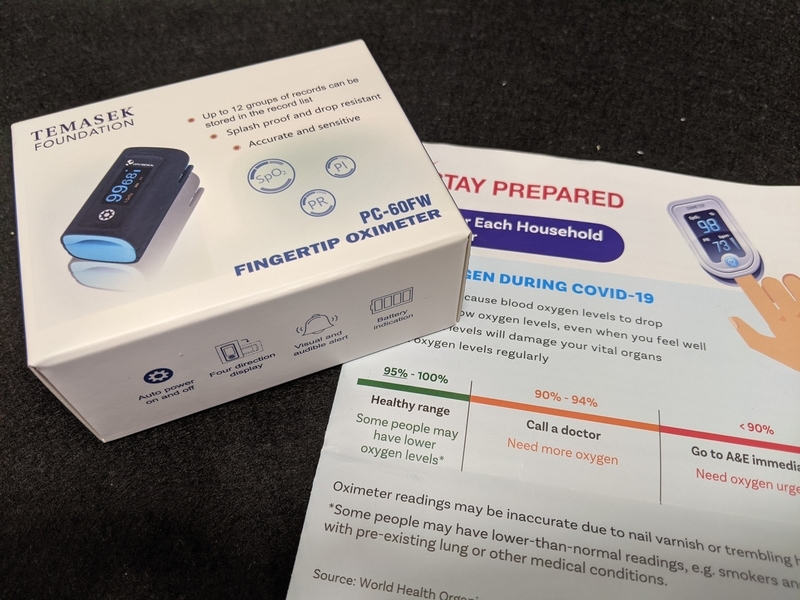 TEMASEK
FOUNDATION
Up to 12 groups of records can be
stored in the record list
Splash proof and drop resistant
Accurate and sensitive
SpO₂
PI
PR
9968
PC-60FW
FINGERTIP OXIMETER
Auto power
on and off
Four direction
display
Visual and
audible alert
Battery
indication
STAY PREPARED
r Each Household
r
GEN DURING COVID-19
cause blood oxygen levels to drop
ow oxygen levels, even when you feel well
levels will damage your vital organs
oxygen levels regularly
98
73
95% - 100%
Healthy range
Some people may
have lower
oxygen levels*
90% - 94%
Call a doctor
Need more oxygen
< 90%
Go to A&E immedia
Need oxygen urge
Oximeter readings may be inaccurate due to nail varnish or trembling h
*Some people may have lower-than-normal readings, e.g. smokers an
with pre-existing lung or other medical conditions.
Source: World Health Organi